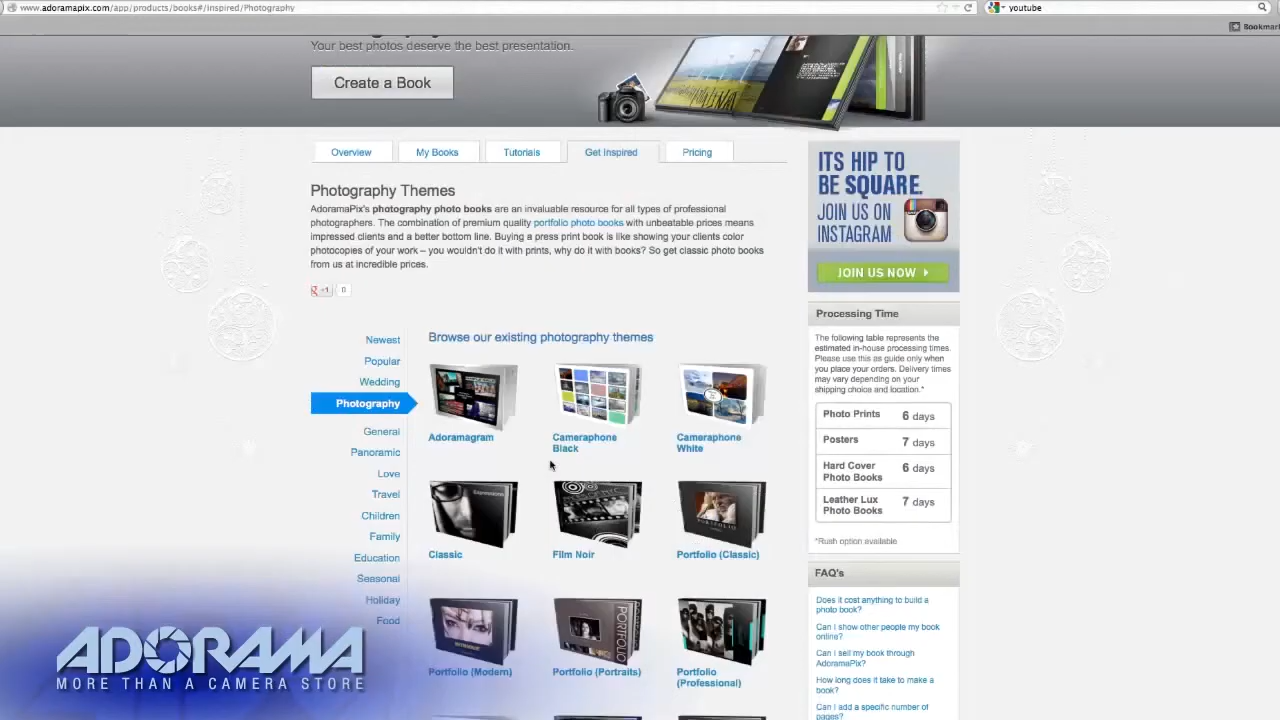 www.adoramapix.com/app/products/books#/inspired/Photography
youtube
Bookmark
Your best photos deserve the best presentation.
Create a Book
Overview
My Books
Tutorials
Get Inspired
Pricing
Photography Themes
AdoramaPix's photography photo books are an invaluable resource for all types of professional
photographers. The combination of premium quality portfolio photo books with unbeatable prices means
impressed clients and a better bottom line. Buying a press print book is like showing your clients color
photocopies of your work – you wouldn't do it with prints, why do it with books? So get classic photo books
from us at incredible prices.
+1
0
Newest
Popular
Wedding
Photography
General
Panoramic
Love
Travel
Children
Family
Education
Seasonal
Holiday
Food
Browse our existing photography themes
Adoramagram
Cameraphone
Black
Cameraphone
White
Classic
Film Noir
Portfolio (Classic)
PORTFOLIO
PORTFOLIO
Portfolio (Modern)
Portfolio (Portraits)
Portfolio
(Professional)
ITS HIP TO
BE SQUARE.
JOIN US ON
INSTAGRAM
JOIN US NOW
Processing Time
The following table represents the
estimated in-house processing times.
Please use this as guide only when
you place your orders. Delivery times
may vary depending on your
shipping choice and location.*
Photo Prints 6 days
Posters 7 days
Hard Cover
Photo Books 6 days
Leather Lux
Photo Books 7 days
*Rush option available
FAQ's
Does it cost anything to build a
photo book?
Can I show other people my book
online?
Can I sell my book through
AdoramaPix?
How long does it take to make a
book?
Can I add a specific number of
pages?
ADORAMA
MORE THAN A CAMERA STORE